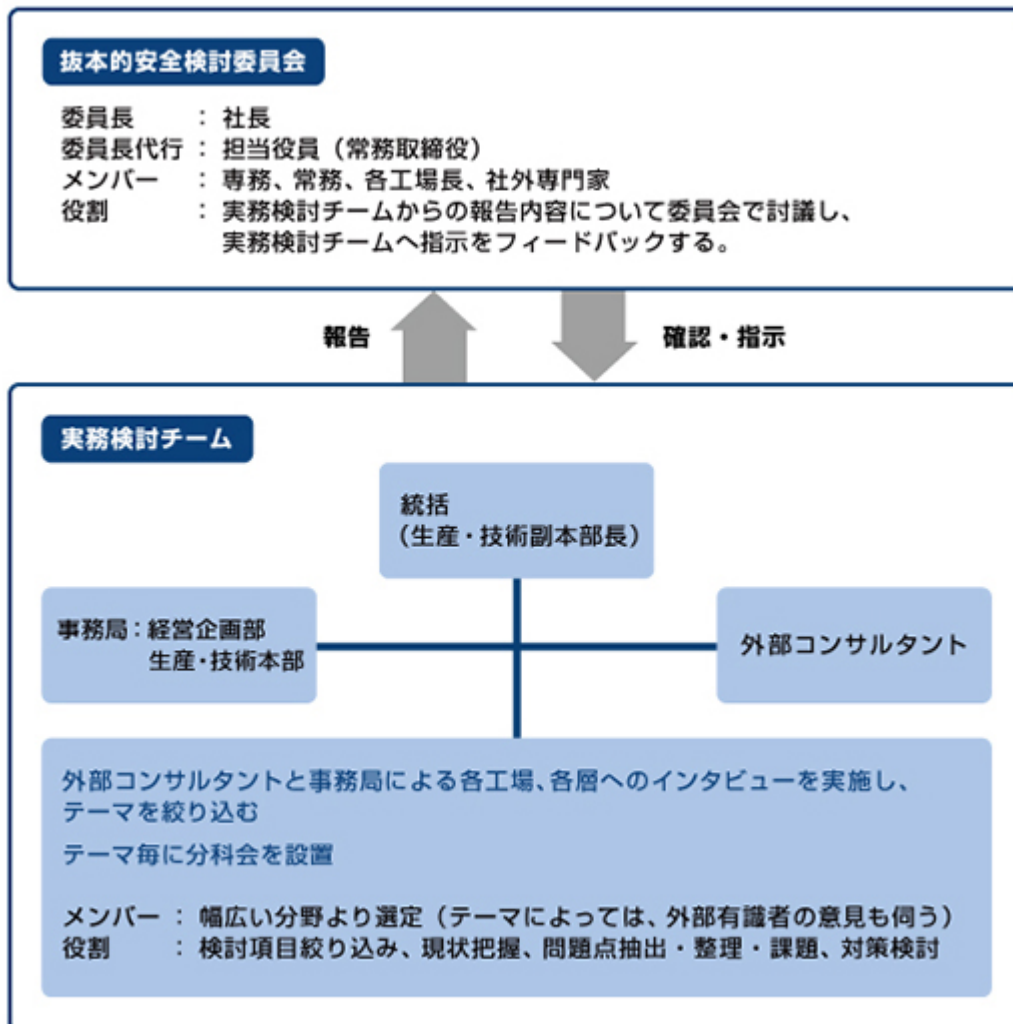 抜本的安全検討委員会
委員長　：社長
委員長代行：担当役員（常務取締役）
メンバー　：専務、常務、各工場長、社外専門家
役割　：実務検討チームからの報告内容について委員会で討議し、
実務検討チームへ指示をフィードバックする。
報告
確認・指示
実務検討チーム
統括
（生産・技術副本部長）
事務局：経営企画部
生産・技術本部
外部コンサルタント
外部コンサルタントと事務局による各工場、各層へのインタビューを実施し、
テーマを絞り込む
テーマ毎に分科会を設置
メンバー：幅広い分野より選定（テーマによっては、外部有識者の意見も伺う）
役割　：検討項目絞り込み、現状把握、問題点抽出・整理・課題、対策検討